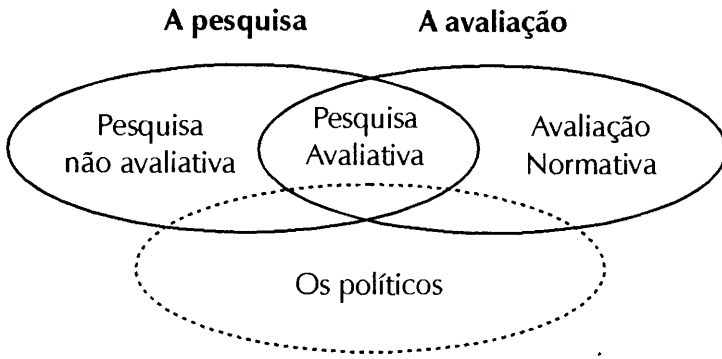 A pesquisa A avaliação
Pesquisa
não avaliativa
Pesquisa
Avaliativa
Avaliação
Normativa
Os políticos